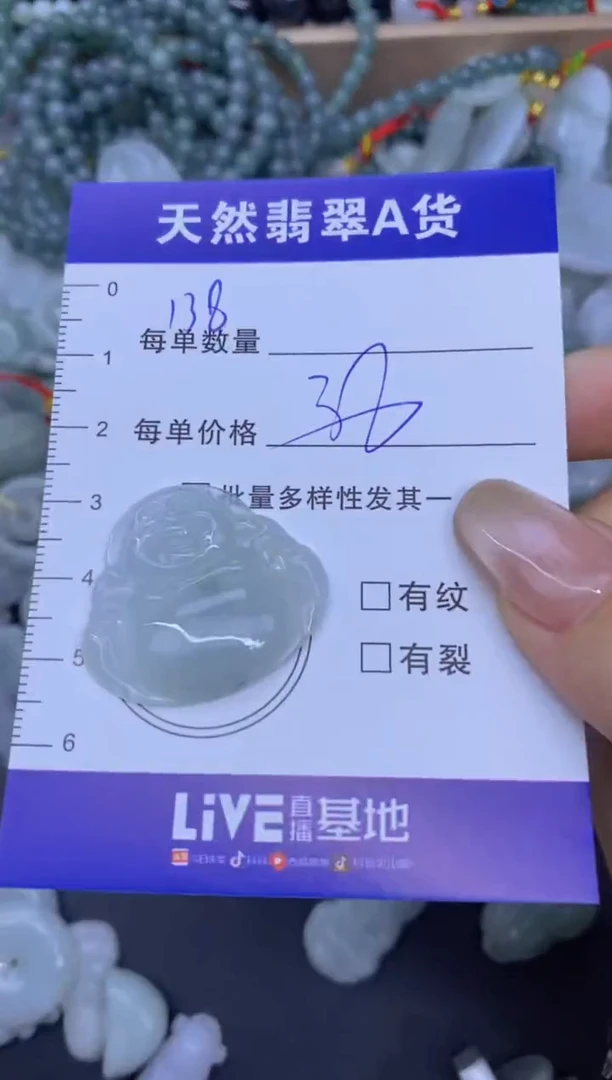 天然翡翠A货
0
138
每单数量
1
每单价格
2
批量多样性发其一
3
4
□有纹
□有裂
5
6
LiVE直播基地